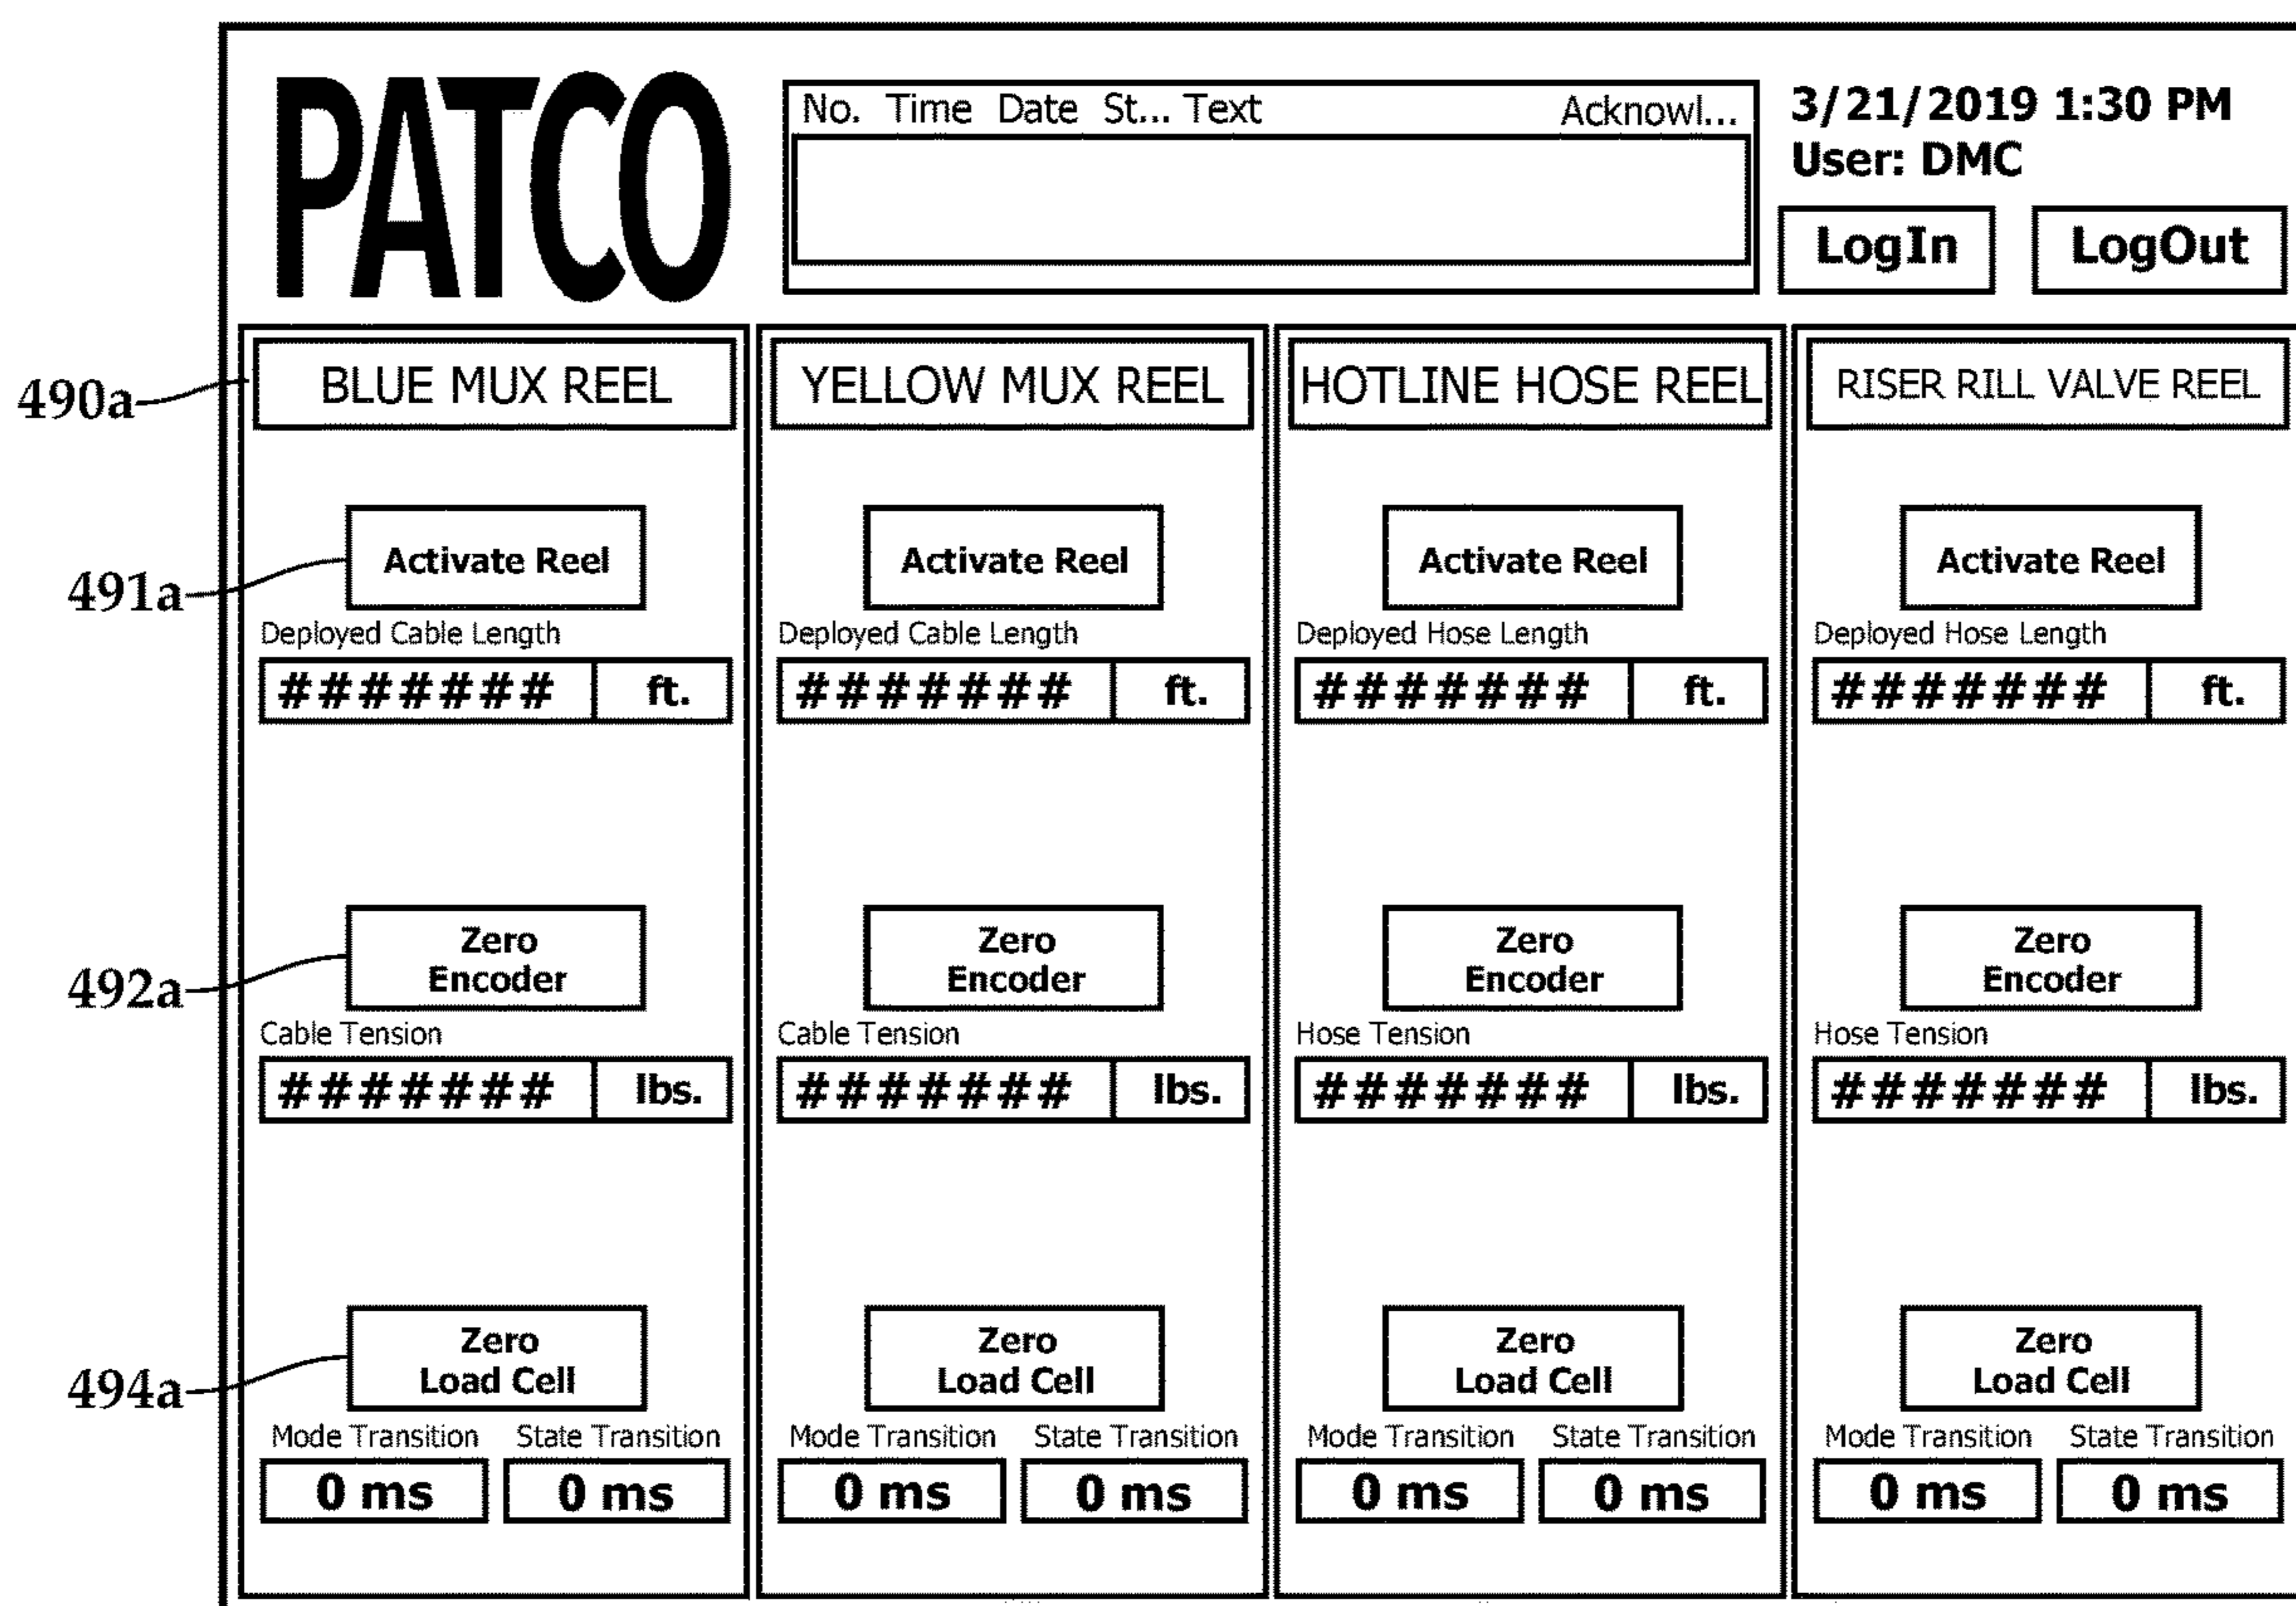 PATCO
No. Time Date St... Text Acknowl...
3/21/2019 1:30 PM
User: DMC
LogIn LogOut
490a
BLUE MUX REEL
491a
Activate Reel
Deployed Cable Length
####### ft.
492a
Zero
Encoder
Cable Tension
####### lbs.
494a
Zero
Load Cell
Mode Transition State Transition
0 ms 0 ms
YELLOW MUX REEL
Activate Reel
Deployed Cable Length
####### ft.
Zero
Encoder
Cable Tension
####### lbs.
Zero
Load Cell
Mode Transition State Transition
0 ms 0 ms
HOTLINE HOSE REEL
Activate Reel
Deployed Hose Length
####### ft.
Zero
Encoder
Hose Tension
####### lbs.
Zero
Load Cell
Mode Transition State Transition
0 ms 0 ms
RISER RILL VALVE REEL
Activate Reel
Deployed Hose Length
####### ft.
Zero
Encoder
Hose Tension
####### lbs.
Zero
Load Cell
Mode Transition State Transition
0 ms 0 ms